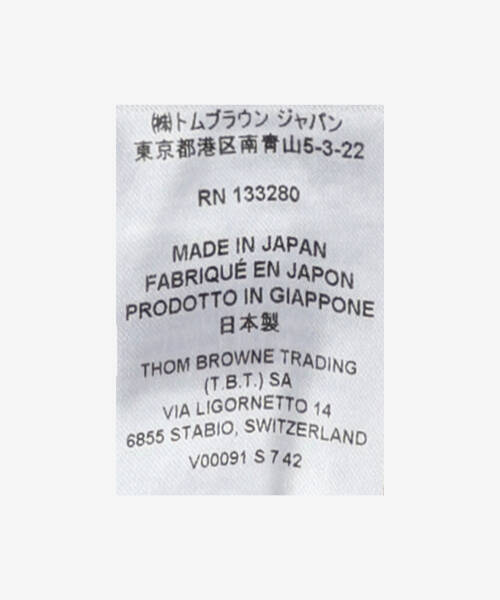 ㈱トムブラウン ジャパン
東京都港区南青山5-3-22
RN 133280
MADE IN JAPAN
FABRIQUÉ EN JAPON
PRODOTTO IN GIAPPONE
日本製
THOM BROWNE TRADING
(T.B.T.) SA
VIA LIGORNETTO 14
6855 STABIO, SWITZERLAND
V00091 S 7 42